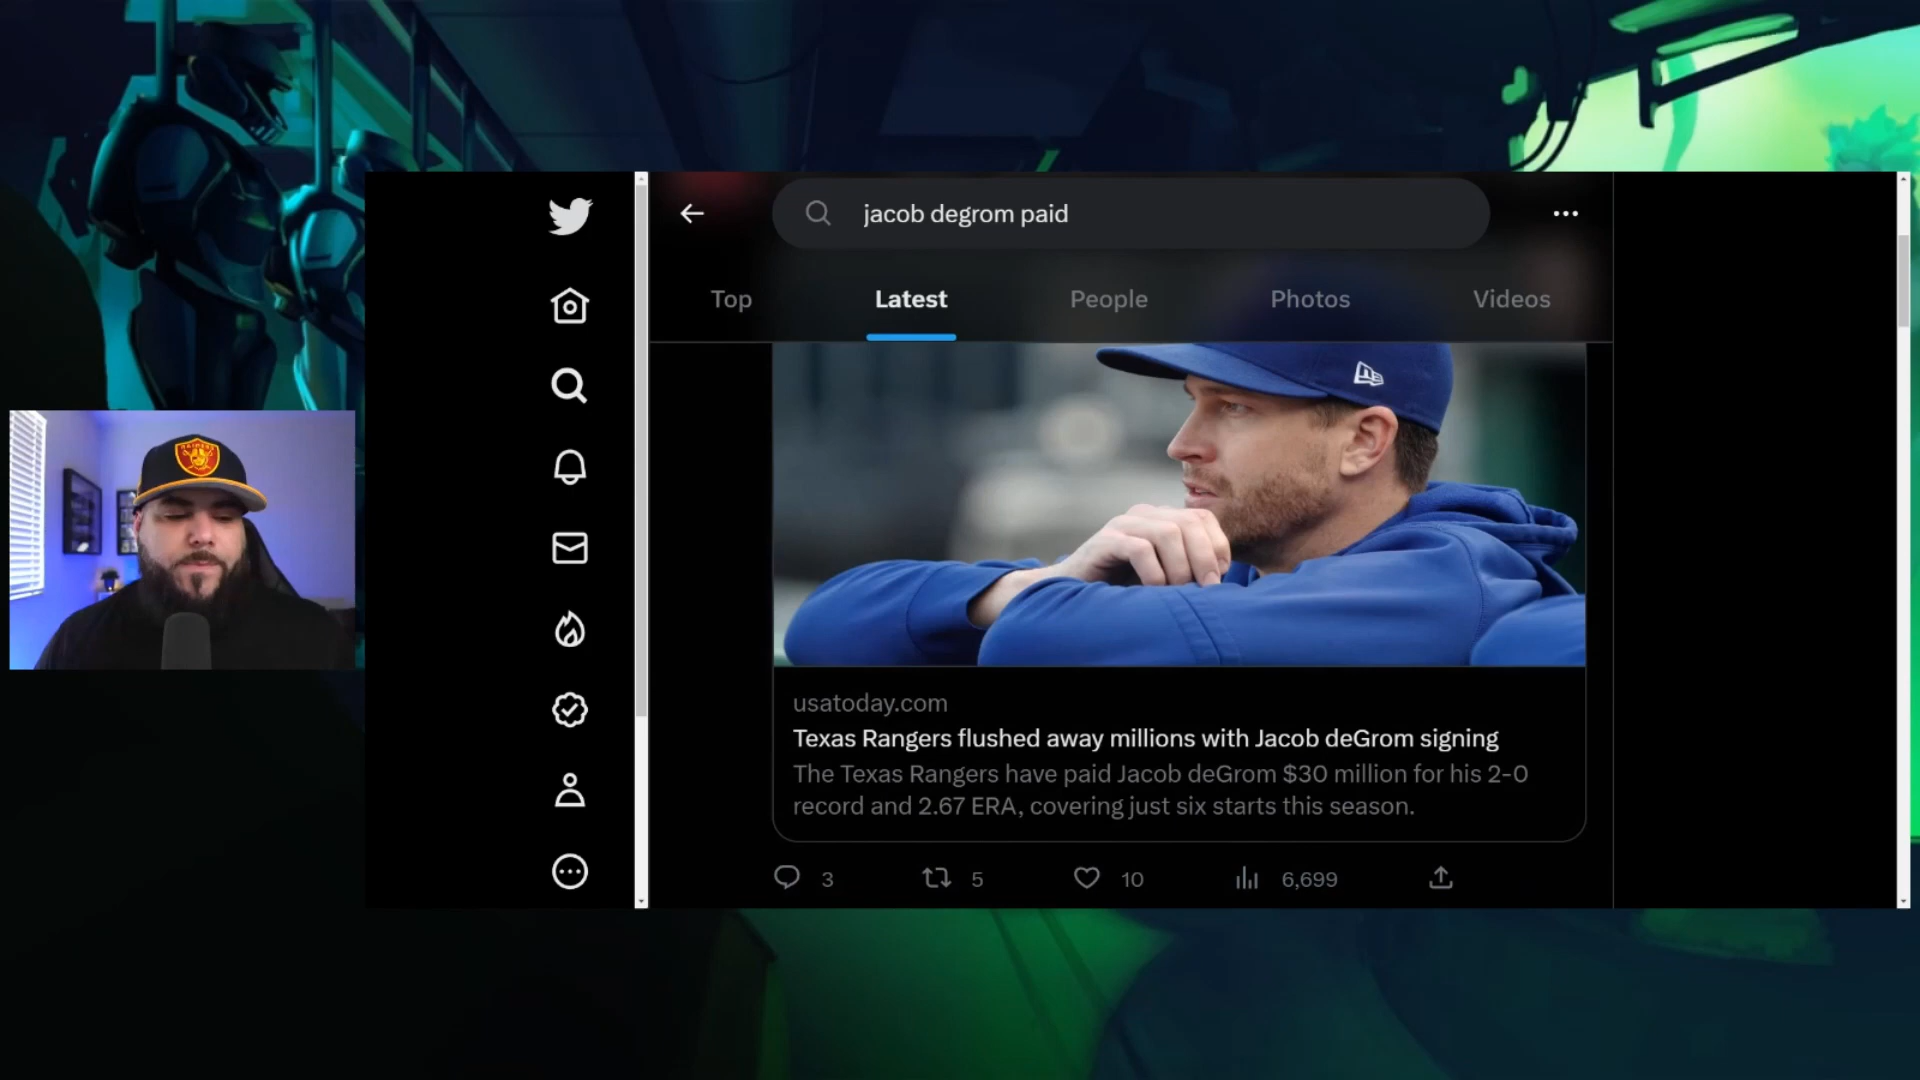 jacob degrom paid
Top
Latest
People
Photos
Videos
usatoday.com
Texas Rangers flushed away millions with Jacob deGrom signing
The Texas Rangers have paid Jacob deGrom $30 million for his 2-0
record and 2.67 ERA, covering just six starts this season.
3
5
10
6,699
RAIDERS